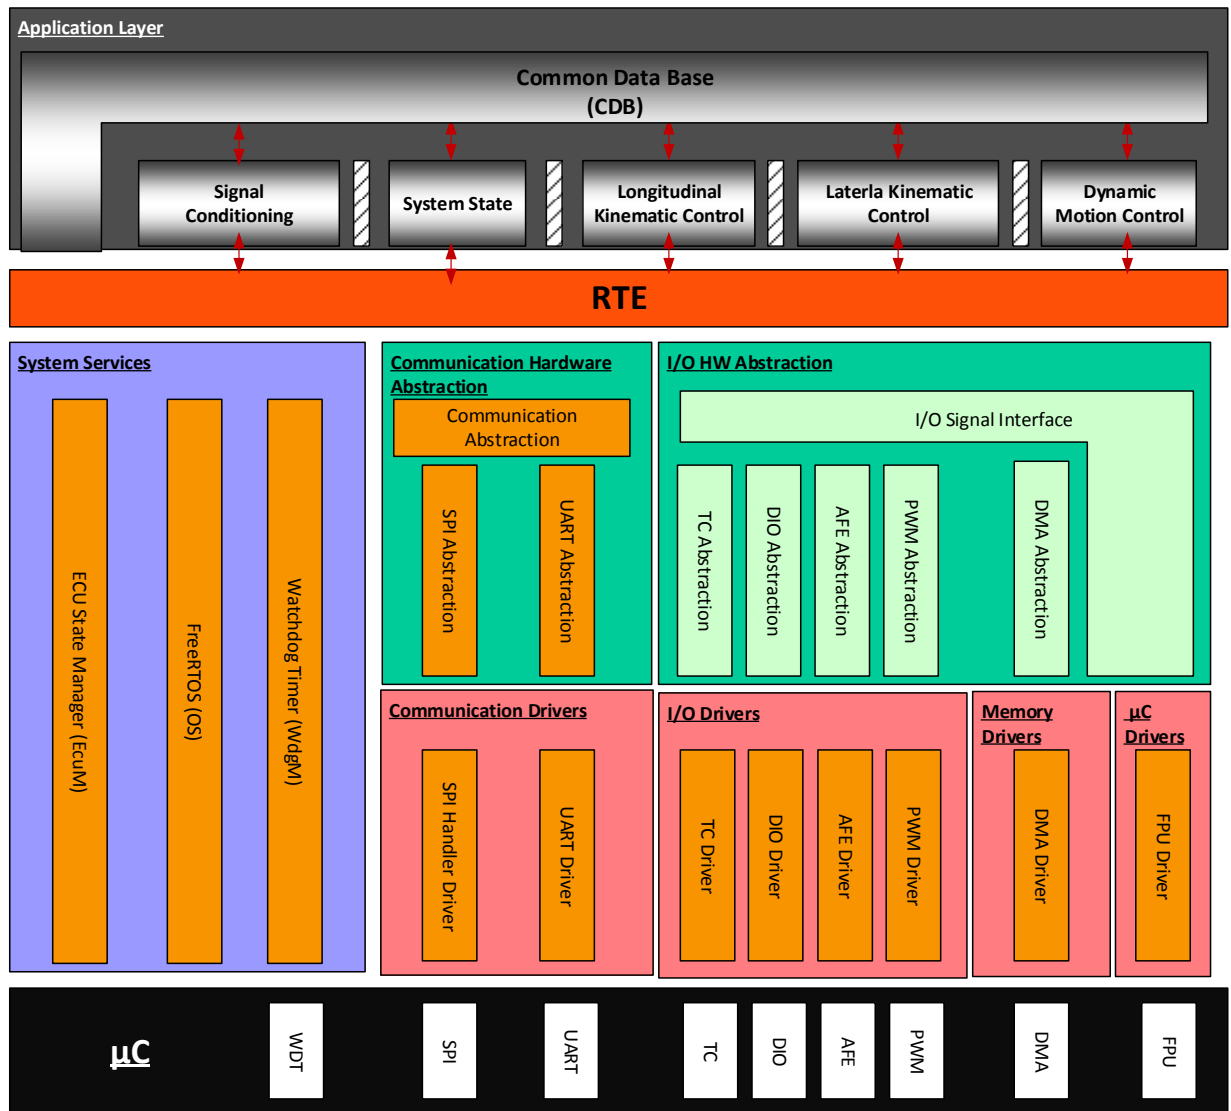 Application Layer
Common Data Base
(CDB)
Signal
Conditioning
System State
Longitudinal
Kinematic Control
Laterla Kinematic
Control
Dynamic
Motion Control
RTE
System Services
ECU State Manager (EcuM)
FreeRTOS (OS)
Watchdog Timer (WdgM)
Communication Hardware
Abstraction
Communication
Abstraction
SPI Abstraction
UART Abstraction
I/O HW Abstraction
I/O Signal Interface
TC Abstraction
DIO Abstraction
AFE Abstraction
PWM Abstraction
DMA Abstraction
Communication Drivers
SPI Handler Driver
UART Driver
I/O Drivers
TC Driver
DIO Driver
AFE Driver
PWM Driver
Memory
Drivers
DMA Driver
µC
Drivers
FPU Driver
µC
WDT
SPI
UART
TC
DIO
AFE
PWM
DMA
FPU